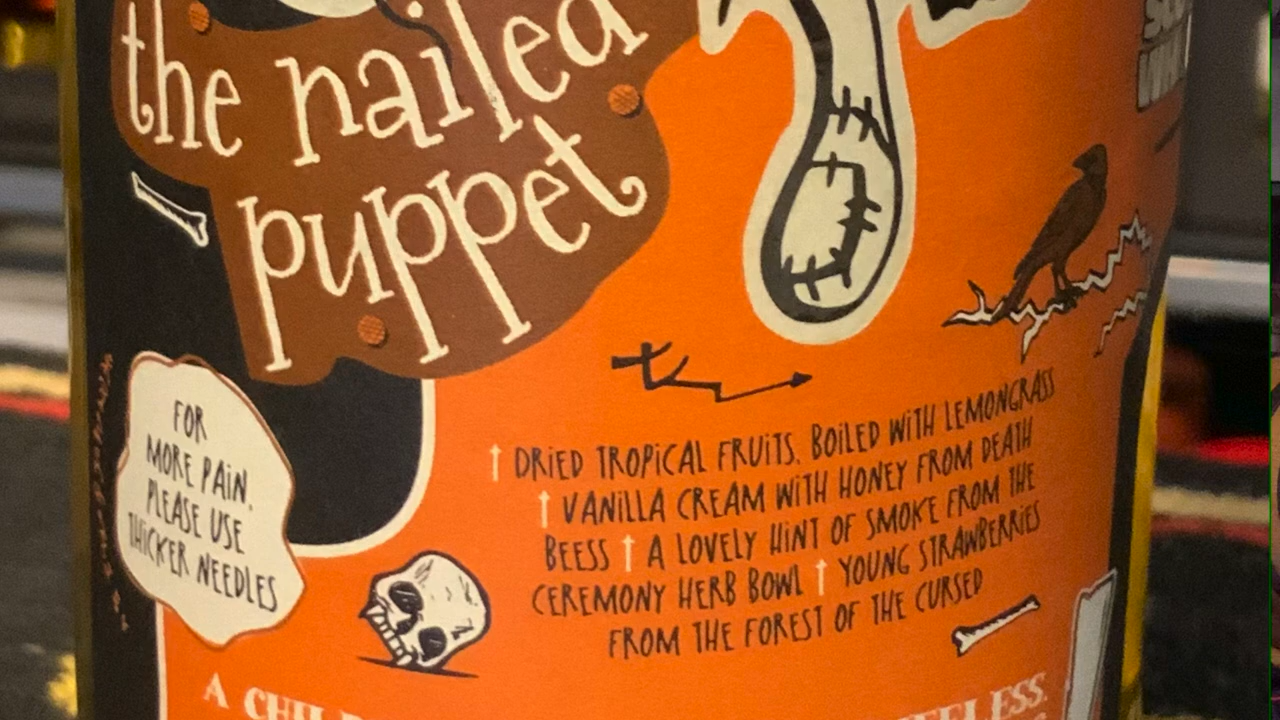 the nailed
puppet
FOR
MORE PAIN,
PLEASE USE
THICKER NEEDLES
↑ DRIED TROPICAL FRUITS, BOILED WITH LEMONGRASS
↑ VANILLA CREAM WITH HONEY FROM DEATH
BEESS ↑ A LOVELY HINT OF SMOKE FROM THE
CEREMONY HERB BOWL ↑ YOUNG STRAWBERRIES
FROM THE FOREST OF THE CURSED
A